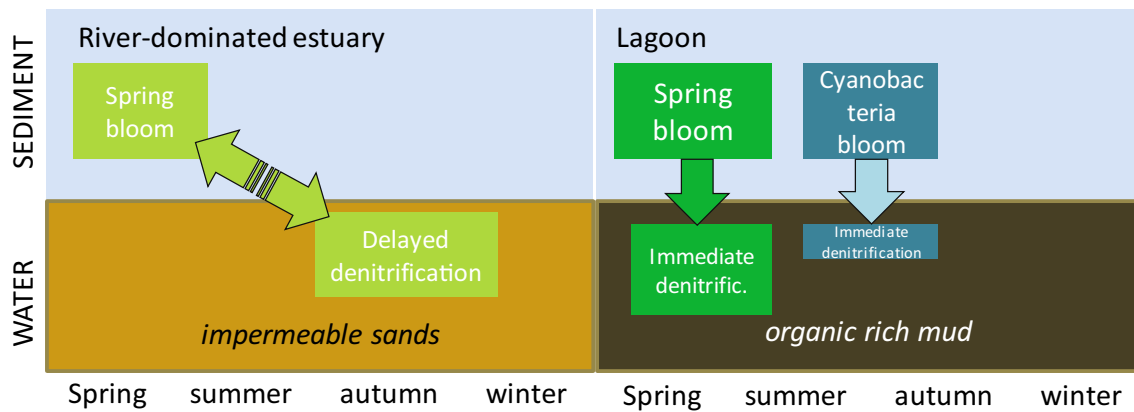 SEDIMENT
River-dominated estuary
Spring
bloom
Lagoon
Spring
bloom
Cyanobac
teria
bloom
WATER
Delayed
denitrification
impermeable sands
Immediate
denitrific.
Immediate
denitrification
organic rich mud
Spring summer autumn winter
Spring summer autumn winter